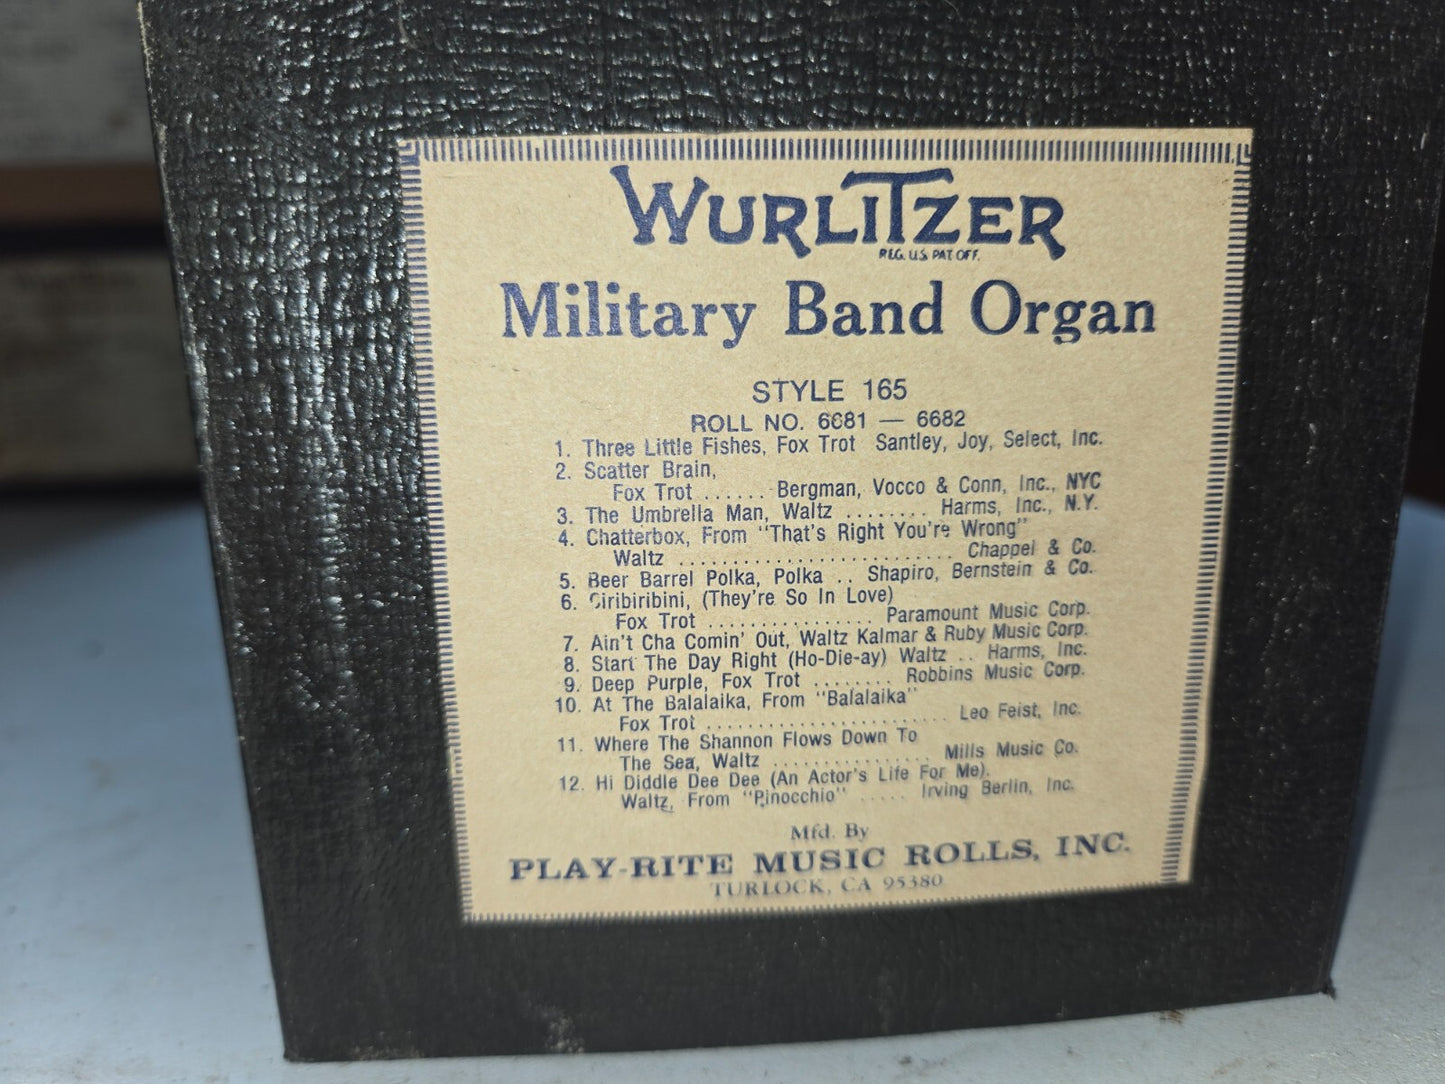 WURLITZER
REG. U.S. PAT. OFF.
Military Band Organ
STYLE 165
ROLL NO. 6681 — 6682
1. Three Little Fishes, Fox Trot Santley, Joy, Select, Inc.
2. Scatter Brain,
Fox Trot ....... Bergman, Vocco & Conn, Inc., NYC
3. The Umbrella Man, Waltz ........ Harms, Inc., N.Y.
4. Chatterbox, From "That's Right You're Wrong"
Waltz .......................... Chappel & Co.
5. Beer Barrel Polka, Polka .. Shapiro, Bernstein & Co.
6. Ciribiribini, (They're So In Love)
Fox Trot ................ Paramount Music Corp.
7. Ain't Cha Comin' Out, Waltz Kalmar & Ruby Music Corp.
8. Start The Day Right (Ho-Die-ay) Waltz .. Harms, Inc.
9. Deep Purple, Fox Trot ........ Robbins Music Corp.
10. At The Balalaika, From "Balalaika"
Fox Trot ........................ Leo Feist, Inc.
11. Where The Shannon Flows Down To
The Sea, Waltz ................ Mills Music Co.
12. Hi Diddle Dee Dee (An Actor's Life For Me).
Waltz, From "Pinocchio" ..... Irving Berlin, Inc.
Mfd. By
PLAY-RITE MUSIC ROLLS, INC.
TURLOCK, CA 95380